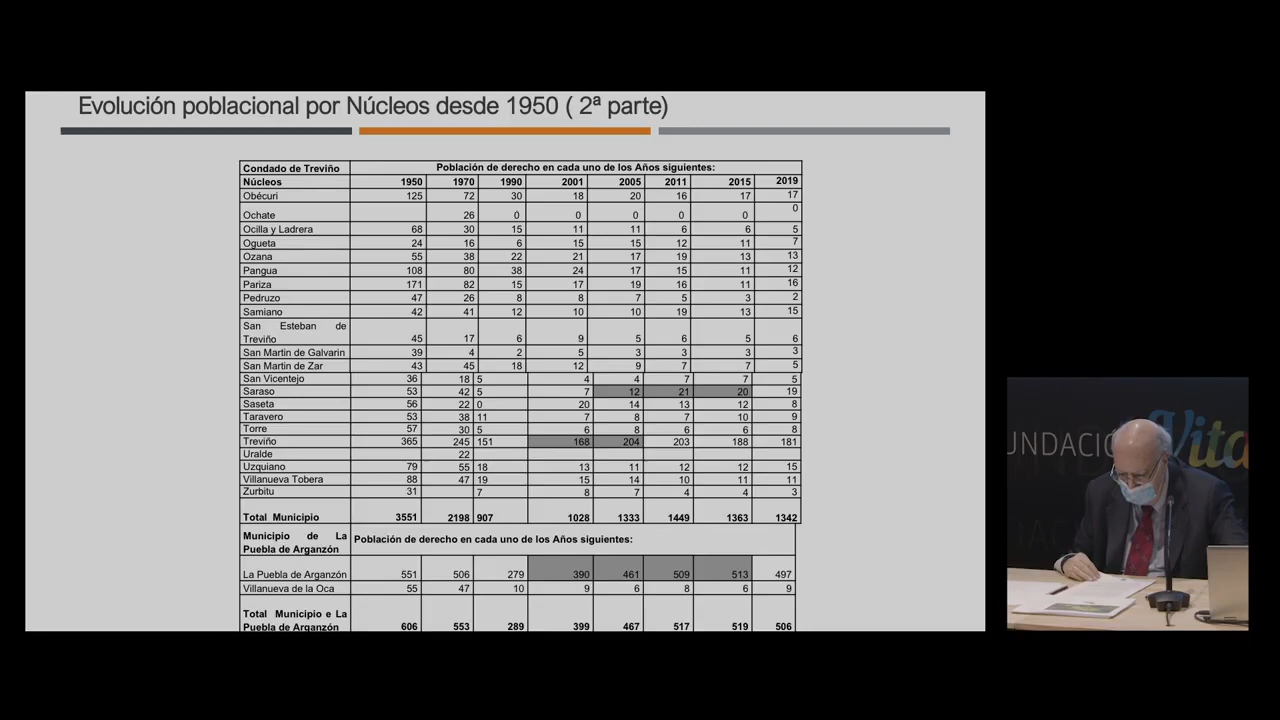 Evolución poblacional por Núcleos desde 1950 ( 2ª parte)
Condado de Treviño Población de derecho en cada uno de los Años siguientes:
Núcleos 1950 1970 1990 2001 2005 2011 2015 2019
Obécuri 125 72 30 18 20 16 17 17
Ochate 26 0 0 0 0 0 0
Ocilla y Ladrera 68 30 15 11 11 6 6 5
Ogueta 24 16 6 15 15 12 11 7
Ozana 55 38 22 21 17 19 13 13
Pangua 108 80 38 24 17 15 11 12
Pariza 171 82 15 17 19 16 11 16
Pedruzo 47 26 8 8 7 5 3 2
Samiano 42 41 12 10 10 19 13 15
San Esteban de
Treviño 45 17 6 9 5 6 5 6
San Martin de Galvarin 39 4 2 5 3 3 3 3
San Martin de Zar 43 45 18 12 9 7 7 5
San Vicentejo 36 18 5 4 4 7 7 5
Saraso 53 42 5 7 12 21 20 19
Saseta 56 22 0 20 14 13 12 8
Taravero 53 38 11 7 8 7 10 9
Torre 57 30 5 6 8 6 6 8
Treviño 365 245 151 168 204 203 188 181
Uralde 22
Uzquiano 79 55 18 13 11 12 12 15
Villanueva Tobera 88 47 19 15 14 10 11 11
Zurbitu 31 7 8 7 4 4 3
Total Municipio 3551 2198 907 1028 1333 1449 1363 1342
Municipio de La
Puebla de Arganzón Población de derecho en cada uno de los Años siguientes:
La Puebla de Arganzón 551 506 279 390 461 509 513 497
Villanueva de la Oca 55 47 10 9 6 8 6 9
Total Municipio e La
Puebla de Arganzón 606 553 289 399 467 517 519 506
UNDACIÓ Vita